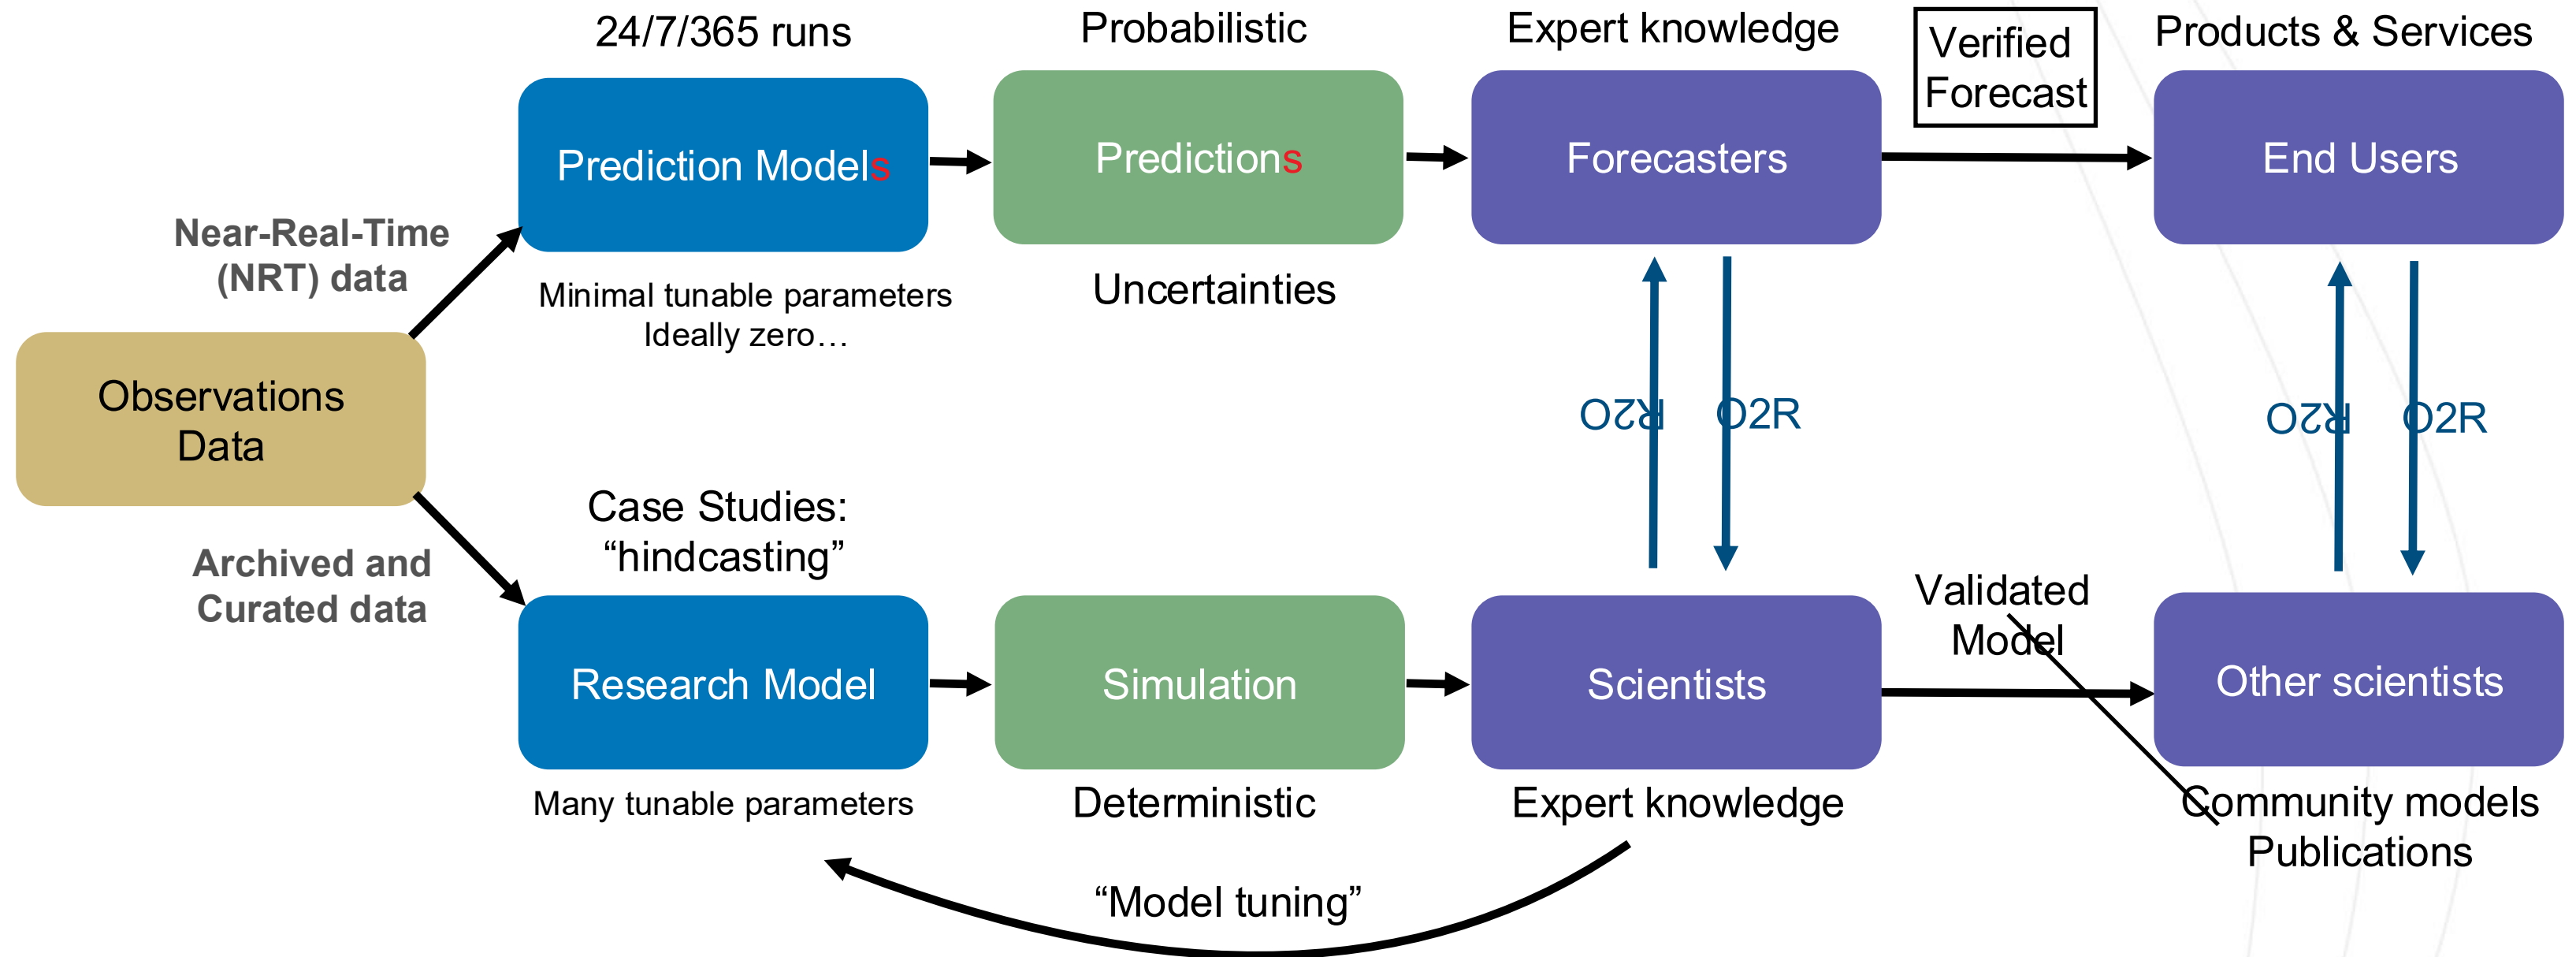 24/7/365 runs
Probabilistic
Expert knowledge
Verified
Forecast
Products & Services
Prediction Models
Predictions
Forecasters
End Users
Near-Real-Time
(NRT) data
Minimal tunable parameters
Ideally zero…
Uncertainties
Observations
Data
R2O
O2R
R2O
O2R
Case Studies:
“hindcasting”
Archived and
Curated data
Validated
Model
Research Model
Simulation
Scientists
Other scientists
Many tunable parameters
Deterministic
Expert knowledge
Community models
Publications
“Model tuning”